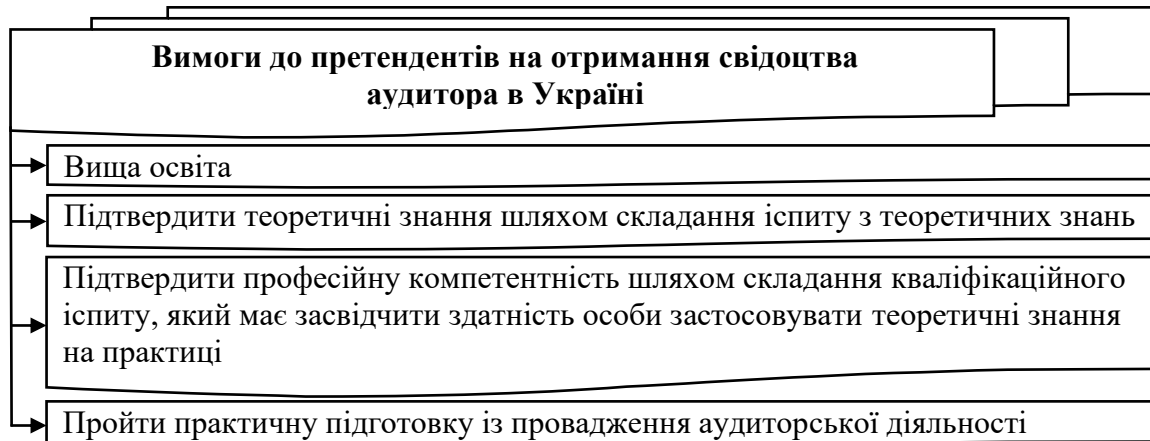 Вимоги до претендентів на отримання свідоцтва
аудитора в Україні
Вища освіта
Підтвердити теоретичні знання шляхом складання іспиту з теоретичних знань
Підтвердити професійну компетентність шляхом складання кваліфікаційного
іспиту, який має засвідчити здатність особи застосовувати теоретичні знання
на практиці
Пройти практичну підготовку із провадження аудиторської діяльності